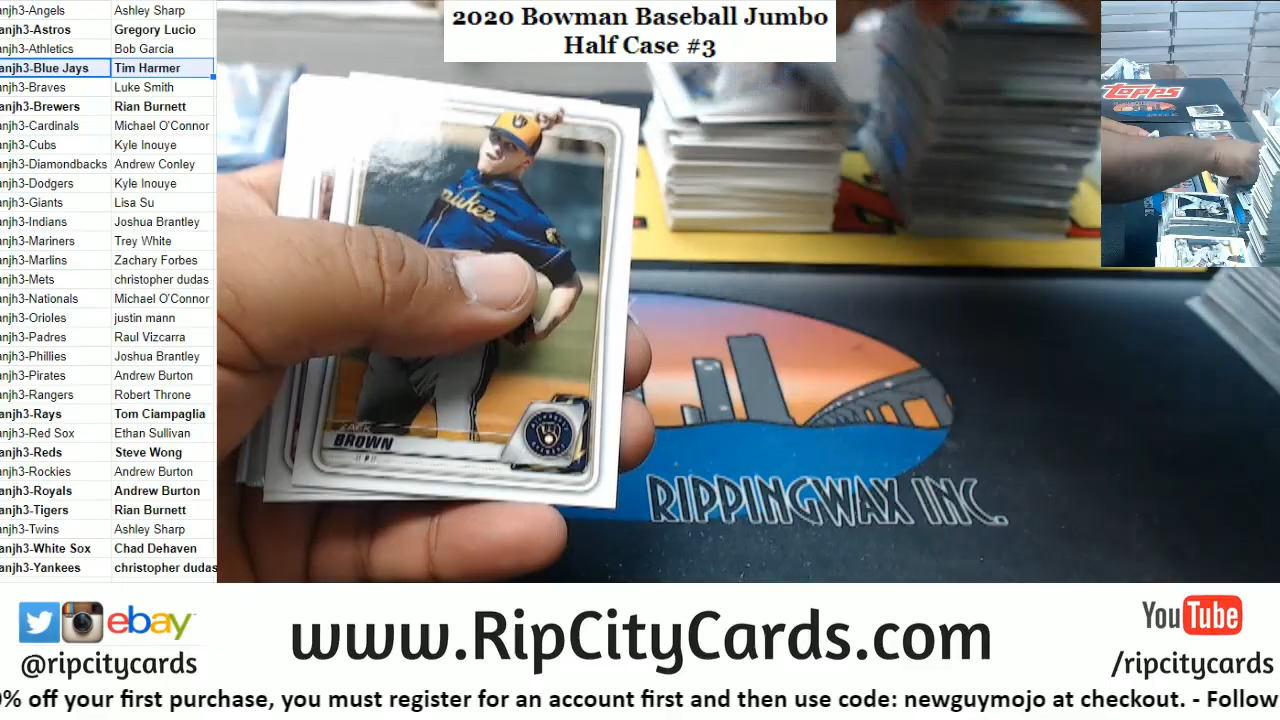 2020 Bowman Baseball Jumbo
Half Case #3
anjh3-Angels Ashley Sharp
anjh3-Astros Gregory Lucio
anjh3-Athletics Bob Garcia
anjh3-Blue Jays Tim Harmer
anjh3-Braves Luke Smith
anjh3-Brewers Rian Burnett
anjh3-Cardinals Michael O'Connor
anjh3-Cubs Kyle Inouye
anjh3-Diamondbacks Andrew Conley
anjh3-Dodgers Kyle Inouye
anjh3-Giants Lisa Su
anjh3-Indians Joshua Brantley
anjh3-Mariners Trey White
anjh3-Marlins Zachary Forbes
anjh3-Mets christopher dudas
anjh3-Nationals Michael O'Connor
anjh3-Orioles justin mann
anjh3-Padres Raul Vizcarra
anjh3-Phillies Joshua Brantley
anjh3-Pirates Andrew Burton
anjh3-Rangers Robert Throne
anjh3-Rays Tom Ciampaglia
anjh3-Red Sox Ethan Sullivan
anjh3-Reds Steve Wong
anjh3-Rockies Andrew Burton
anjh3-Royals Andrew Burton
anjh3-Tigers Rian Burnett
anjh3-Twins Ashley Sharp
anjh3-White Sox Chad Dehaven
anjh3-Yankees christopher dudas
Topps
ZACK
BROWN
RIPPINGWAX INC.
ebay
@ripcitycards
www.RipCityCards.com
YouTube
/ripcitycards
0% off your first purchase, you must register for an account first and then use code: newguymojo at checkout. - Follow